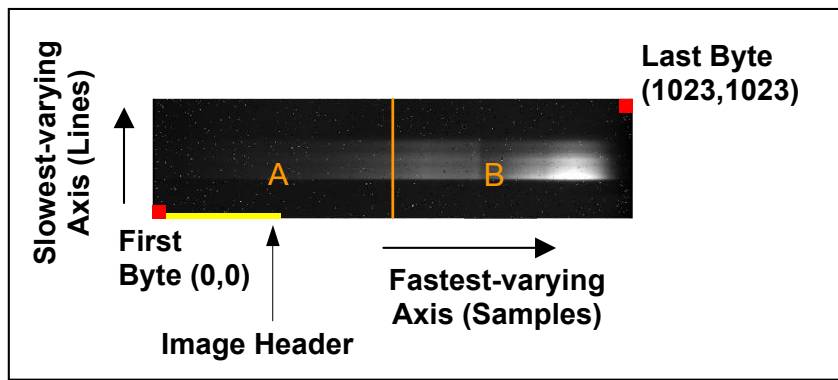 Last Byte
(1023,1023)
Slowest-varying
Axis (Lines)
A
B
First
Byte (0,0)
Fastest-varying
Axis (Samples)
Image Header